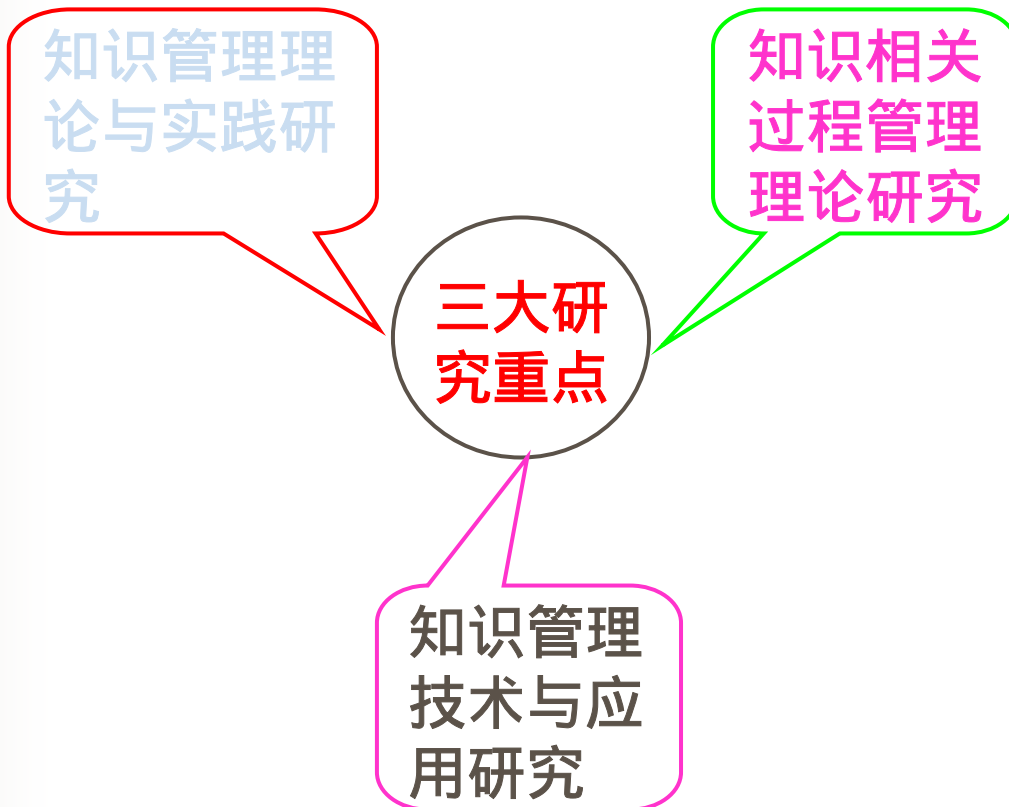 知识管理理
论与实践研
究
知识相关
过程管理
理论研究
三大研
究重点
知识管理
技术与应
用研究